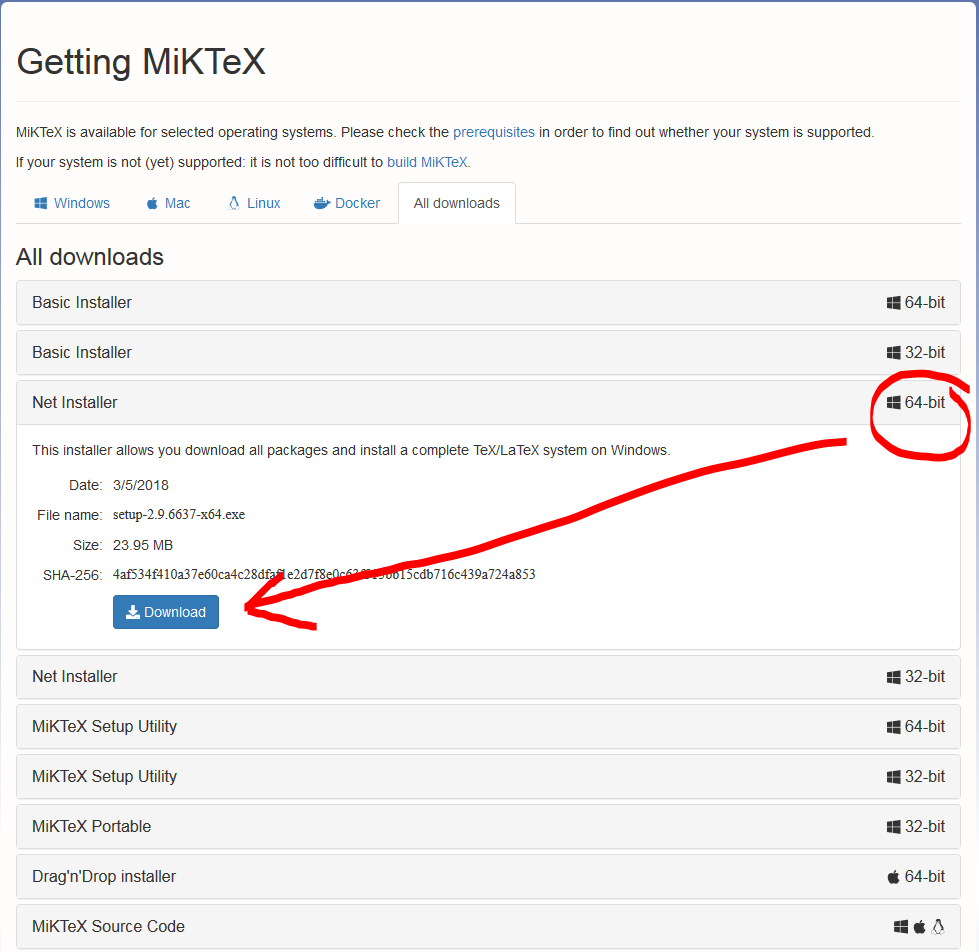 Getting MiKTeX
MiKTeX is available for selected operating systems. Please check the prerequisites in order to find out whether your system is supported.
If your system is not (yet) supported: it is not too difficult to build MiKTeX.
Windows Mac Linux Docker All downloads
All downloads
Basic Installer 64-bit
Basic Installer 32-bit
Net Installer 64-bit
This installer allows you download all packages and install a complete TeX/LaTeX system on Windows.
Date: 3/5/2018
File name: setup-2.9.6637-x64.exe
Size: 23.95 MB
SHA-256:
Download
Net Installer 32-bit
MiKTeX Setup Utility 64-bit
MiKTeX Setup Utility 32-bit
MiKTeX Portable 32-bit
Drag'n'Drop installer 64-bit
MiKTeX Source Code